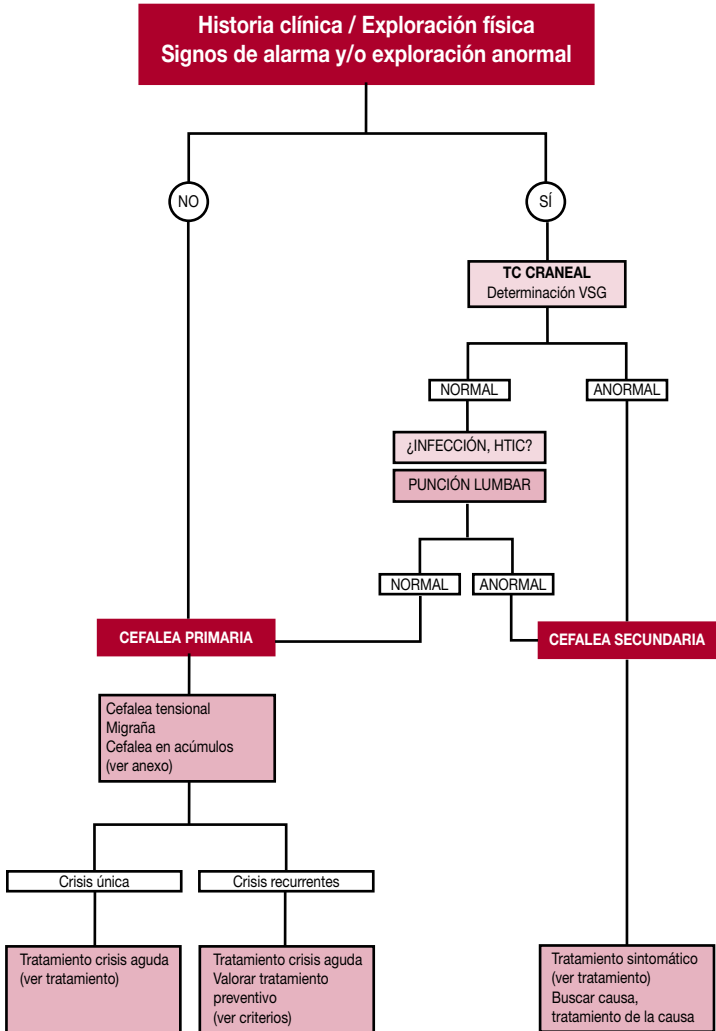 Historia clínica / Exploración física
Signos de alarma y/o exploración anormal
NO
SÍ
TC CRANEAL
Determinación VSG
NORMAL
ANORMAL
¿INFECCIÓN, HTIC?
PUNCIÓN LUMBAR
NORMAL
ANORMAL
CEFALEA PRIMARIA
CEFALEA SECUNDARIA
Cefalea tensional
Migraña
Cefalea en acúmulos
(ver anexo)
Crisis única
Crisis recurrentes
Tratamiento crisis aguda
(ver tratamiento)
Tratamiento crisis aguda
Valorar tratamiento
preventivo
(ver criterios)
Tratamiento sintomático
(ver tratamiento)
Buscar causa,
tratamiento de la causa